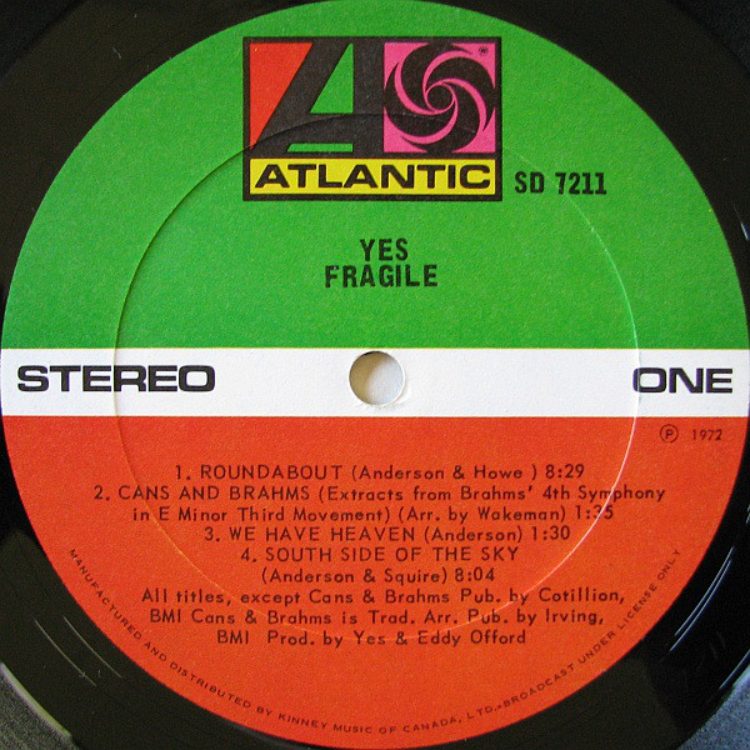 ATLANTIC
SD 7211
YES
FRAGILE
STEREO
ONE
Ⓟ 1972
1. ROUNDABOUT (Anderson & Howe ) 8:29
2. CANS AND BRAHMS (Extracts from Brahms' 4th Symphony
in E Minor Third Movement) (Arr. by Wakeman) 1:35
3. WE HAVE HEAVEN (Anderson) 1:30
4. SOUTH SIDE OF THE SKY
(Anderson & Squire) 8:04
All titles, except Cans & Brahms Pub. by Cotillion,
BMI Cans & Brahms is Trad. Arr. Pub. by Irving,
BMI Prod. by Yes & Eddy Offord
MANUFACTURED AND DISTRIBUTED BY KINNEY MUSIC OF CANADA, LTD.•BROADCAST UNDER LICENSE ONLY